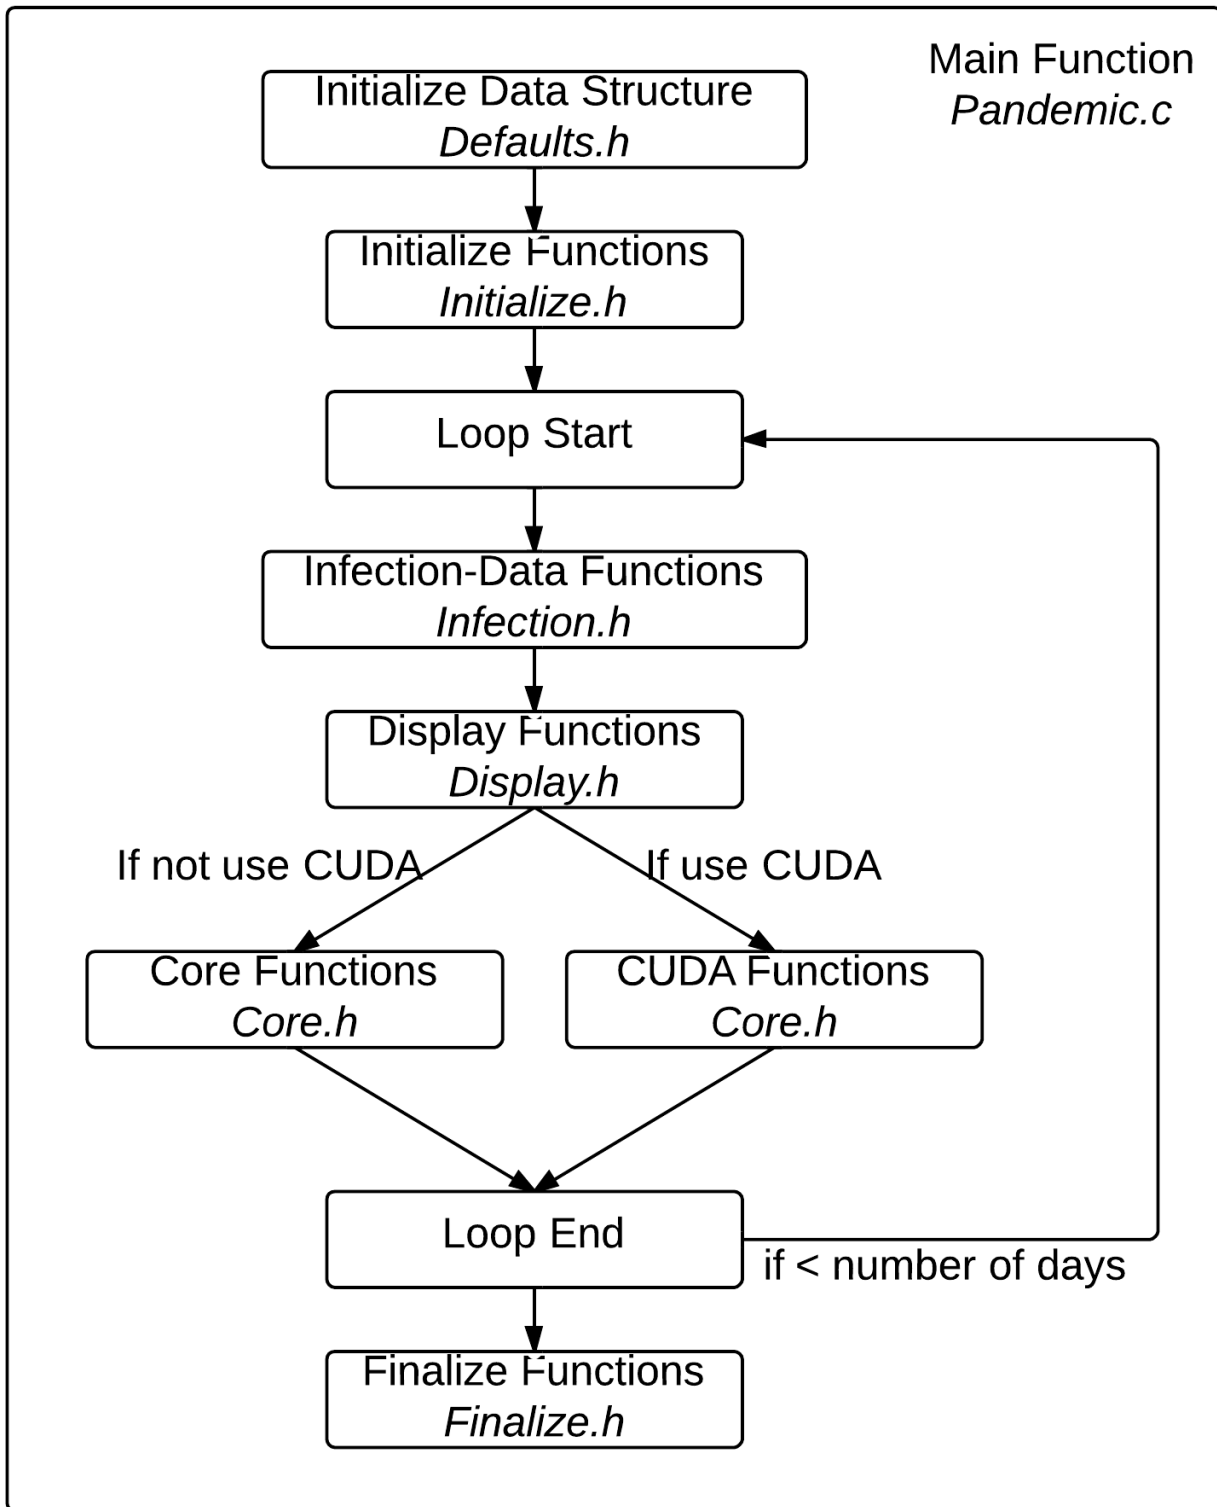 Main Function
Pandemic.c
Initialize Data Structure
Defaults.h
Initialize Functions
Initialize.h
Loop Start
Infection-Data Functions
Infection.h
Display Functions
Display.h
If not use CUDA
If use CUDA
Core Functions
Core.h
CUDA Functions
Core.h
Loop End
if < number of days
Finalize Functions
Finalize.h